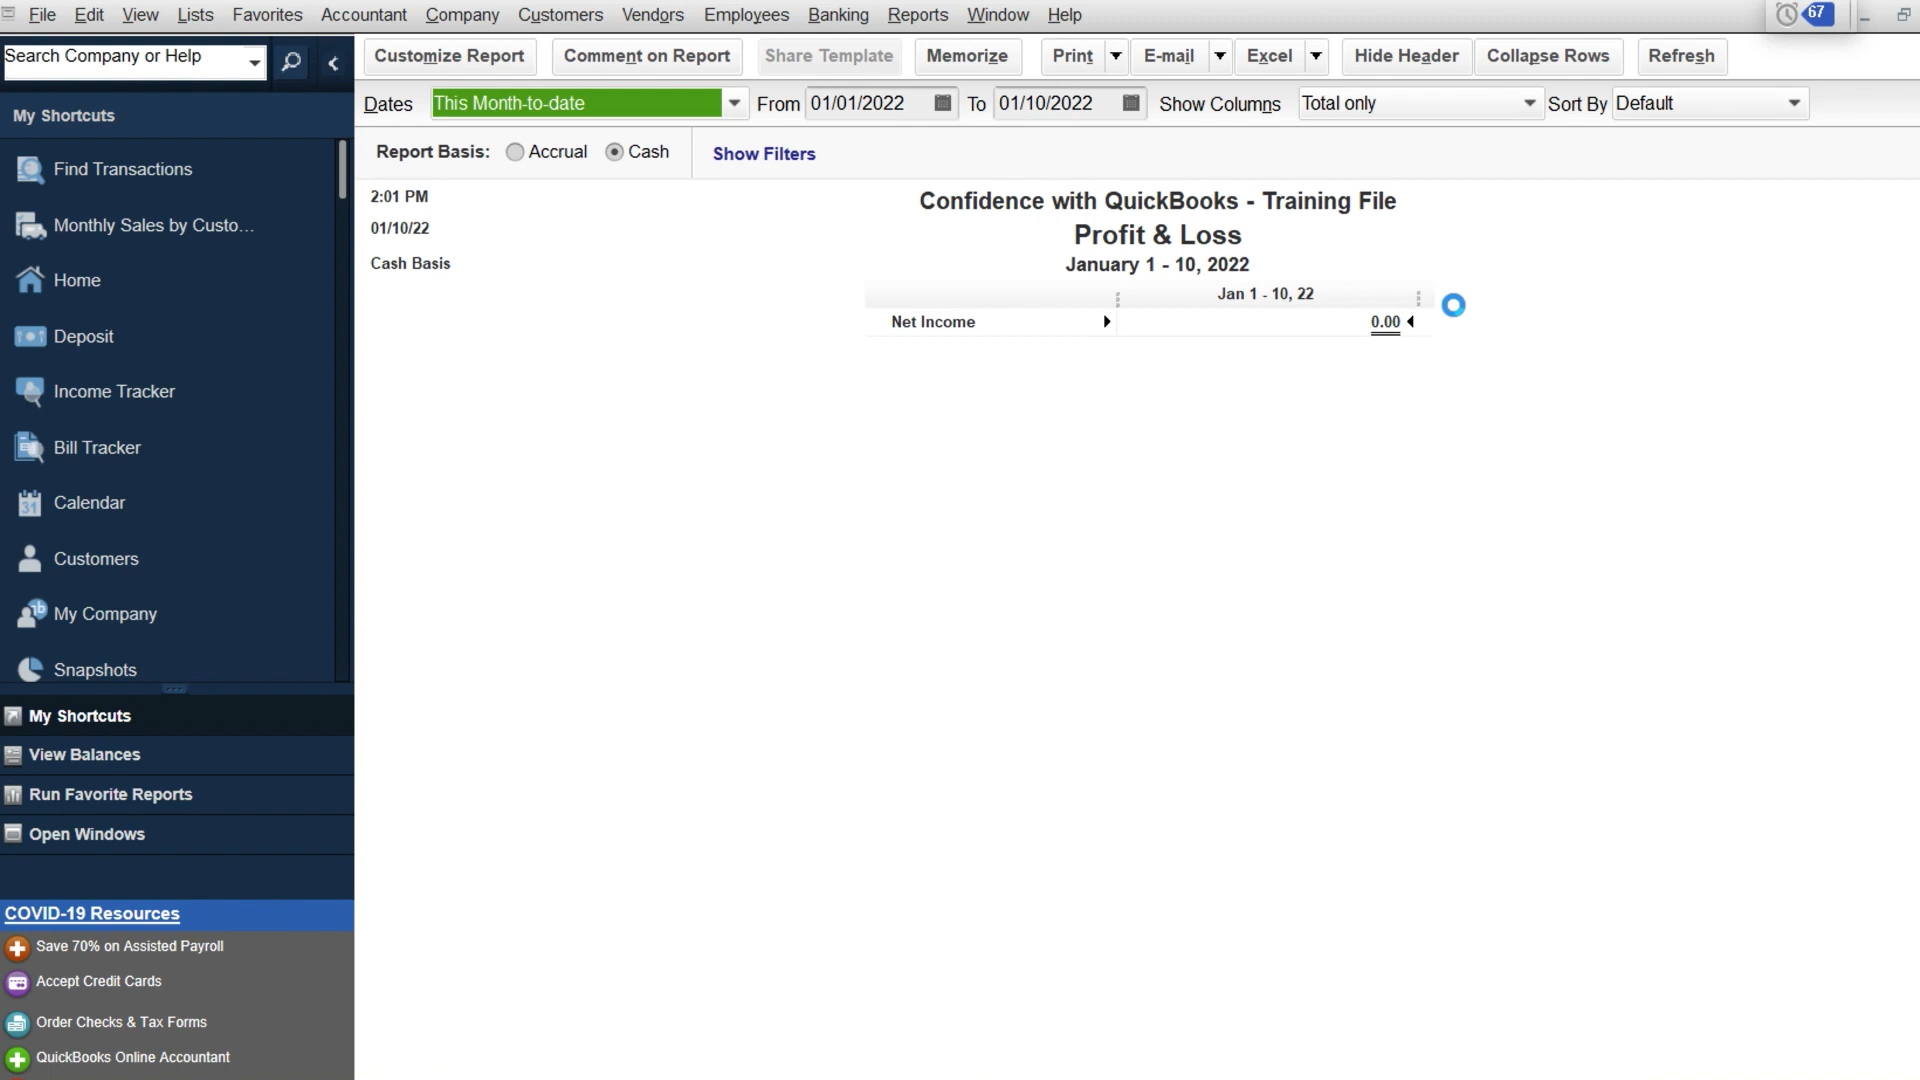 File Edit View Lists Favorites Accountant Company Customers Vendors Employees Banking Reports Window Help
67
Search Company or Help
Customize Report Comment on Report Share Template Memorize Print E-mail Excel Hide Header Collapse Rows Refresh
Dates This Month-to-date From 01/01/2022 To 01/10/2022 Show Columns Total only Sort By Default
My Shortcuts
Report Basis: Accrual Cash Show Filters
Find Transactions
Monthly Sales by Custo...
Home
Deposit
Income Tracker
Bill Tracker
Calendar
31
Customers
My Company
Snapshots
My Shortcuts
View Balances
Run Favorite Reports
Open Windows
COVID-19 Resources
Save 70% on Assisted Payroll
Accept Credit Cards
Order Checks & Tax Forms
QuickBooks Online Accountant
2:01 PM
01/10/22
Cash Basis
Confidence with QuickBooks - Training File
Profit & Loss
January 1 - 10, 2022
Jan 1 - 10, 22
Net Income 0.00